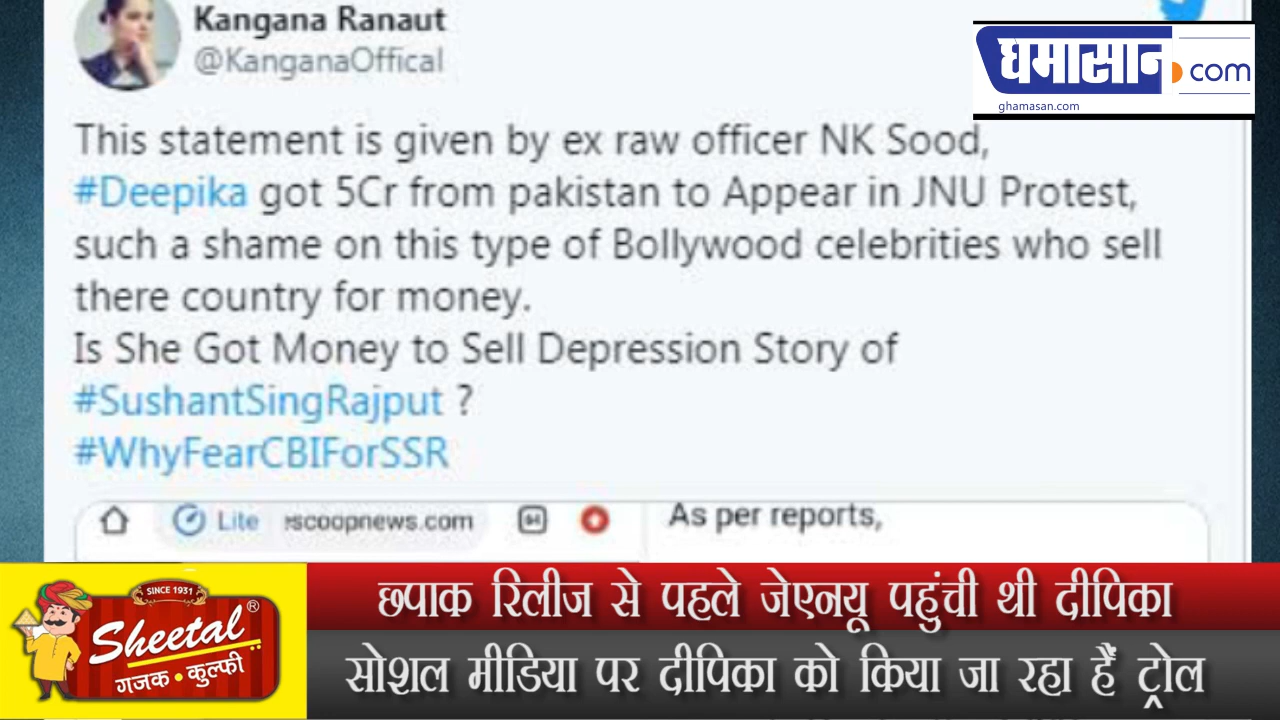 Kangana Ranaut
@KanganaOffical
घमासान.com
ghamasan.com
This statement is given by ex raw officer NK Sood,
#Deepika got 5Cr from pakistan to Appear in JNU Protest,
such a shame on this type of Bollywood celebrities who sell
there country for money.
Is She Got Money to Sell Depression Story of
#SushantSingRajput ?
#WhyFearCBIForSSR
Lite scoopnews.com 64
As per reports,
SINCE 1931
Sheetal®
गजक • कुल्फी
छपाक रिलीज से पहले जेएनयू पहुंची थी दीपिका
सोशल मीडिया पर दीपिका को किया जा रहा हैं ट्रोल